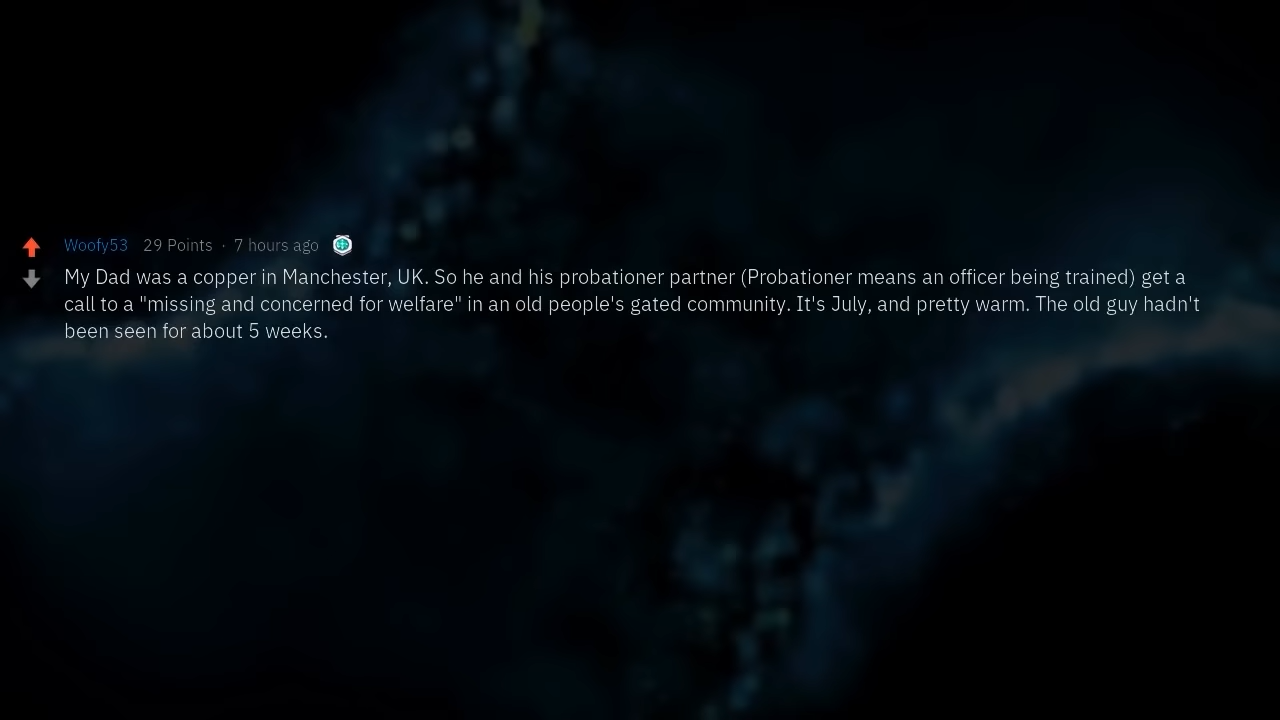 Woofy53 29 Points · 7 hours ago
My Dad was a copper in Manchester, UK. So he and his probationer partner (Probationer means an officer being trained) get a
call to a "missing and concerned for welfare" in an old people's gated community. It's July, and pretty warm. The old guy hadn't
been seen for about 5 weeks.